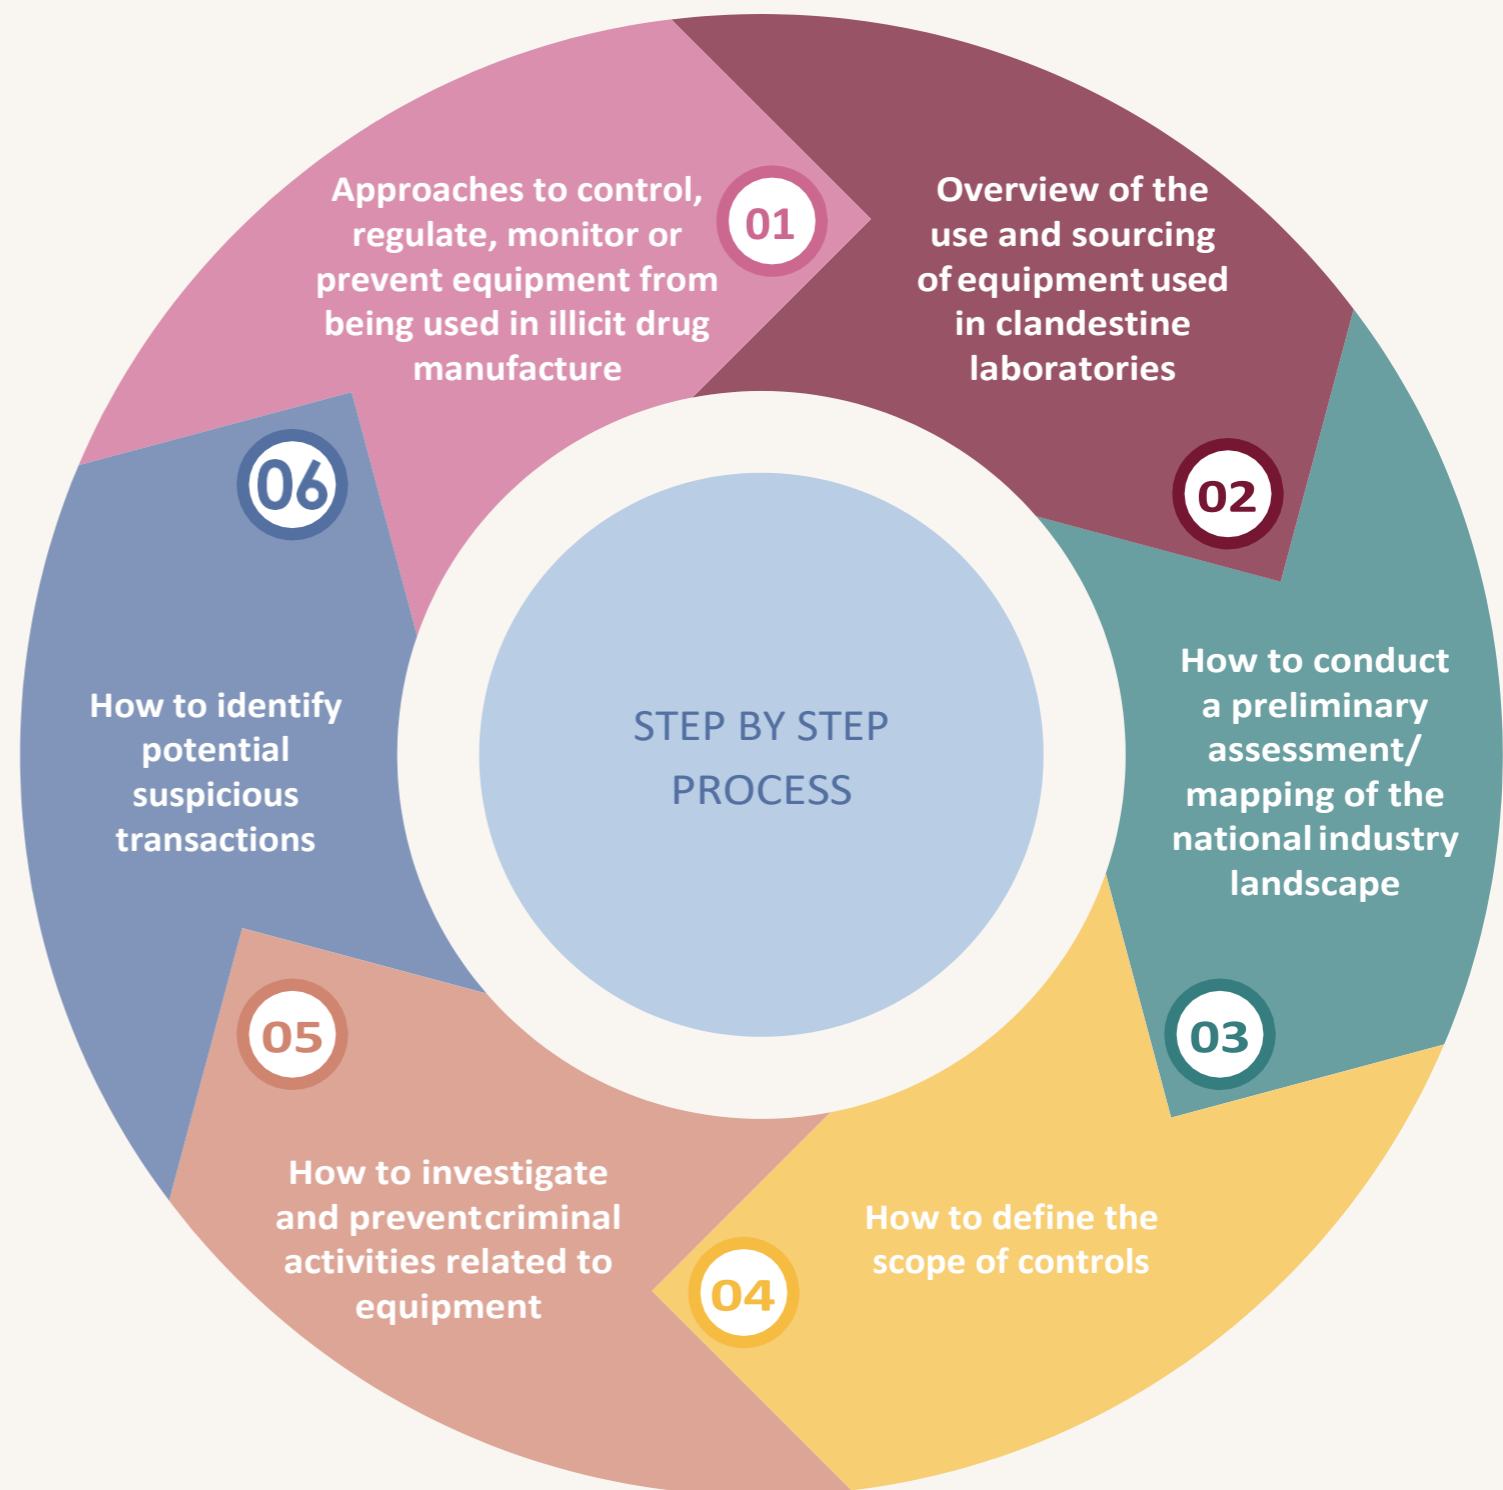 Approaches to control,
regulate, monitor or
prevent equipment from
being used in illicit drug
manufacture
01
Overview of the
use and sourcing
of equipment used
in clandestine
laboratories
02
How to conduct
a preliminary
assessment/
mapping of the
national industry
landscape
03
How to define the
scope of controls
04
How to investigate
and prevent criminal
activities related to
equipment
05
How to identify
potential
suspicious
transactions
06
STEP BY STEP
PROCESS